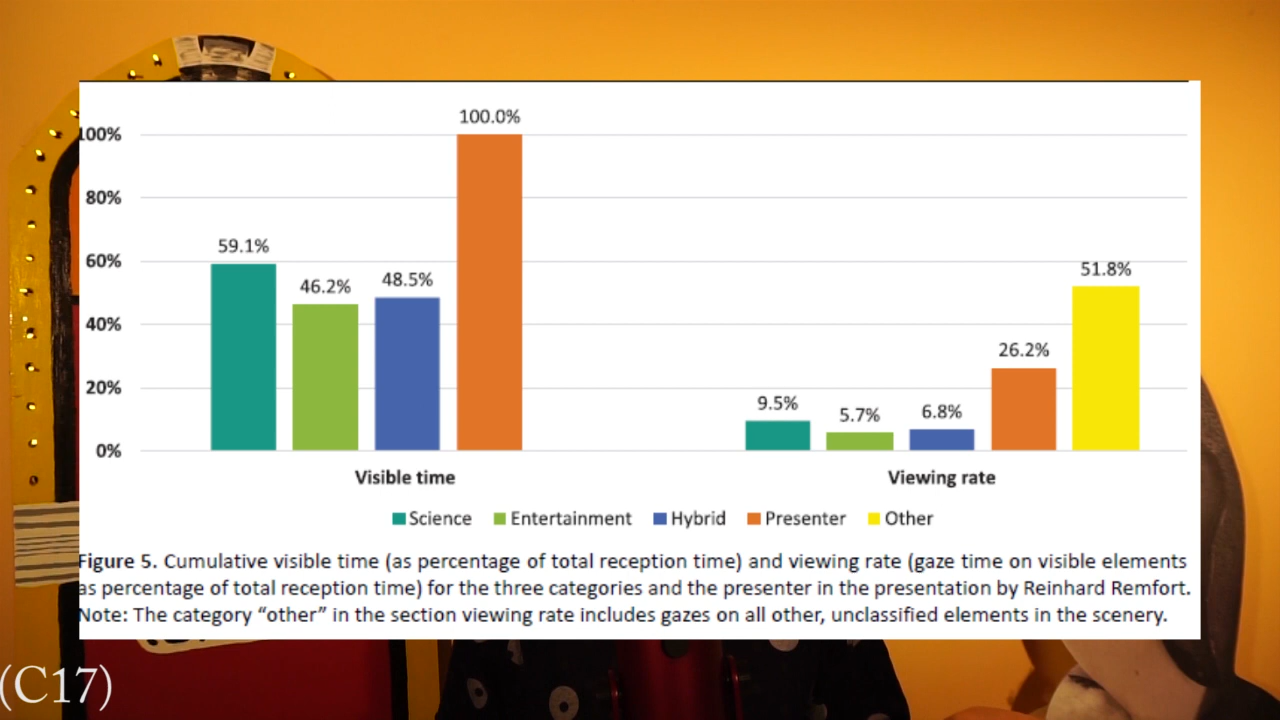 100.0%
100%
80%
59.1%
60%
46.2%
48.5%
51.8%
40%
26.2%
20%
9.5%
5.7%
6.8%
0%
Visible time
Viewing rate
Science
Entertainment
Hybrid
Presenter
Other
Figure 5. Cumulative visible time (as percentage of total reception time) and viewing rate (gaze time on visible elements
as percentage of total reception time) for the three categories and the presenter in the presentation by Reinhard Remfort.
Note: The category “other” in the section viewing rate includes gazes on all other, unclassified elements in the scenery.
(C17)